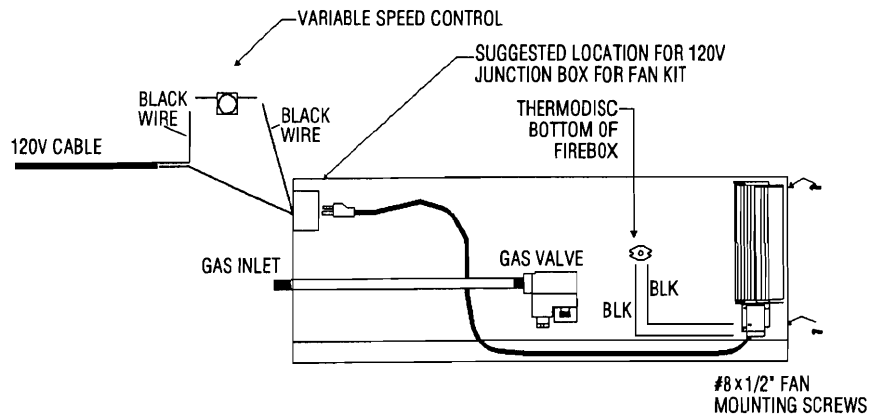 VARIABLE SPEED CONTROL
SUGGESTED LOCATION FOR 120V
JUNCTION BOX FOR FAN KIT
BLACK
WIRE
BLACK
WIRE
THERMODISC
BOTTOM OF
FIREBOX
120V CABLE
GAS INLET
GAS VALVE
BLK
BLK
#8 x 1/2" FAN
MOUNTING SCREWS